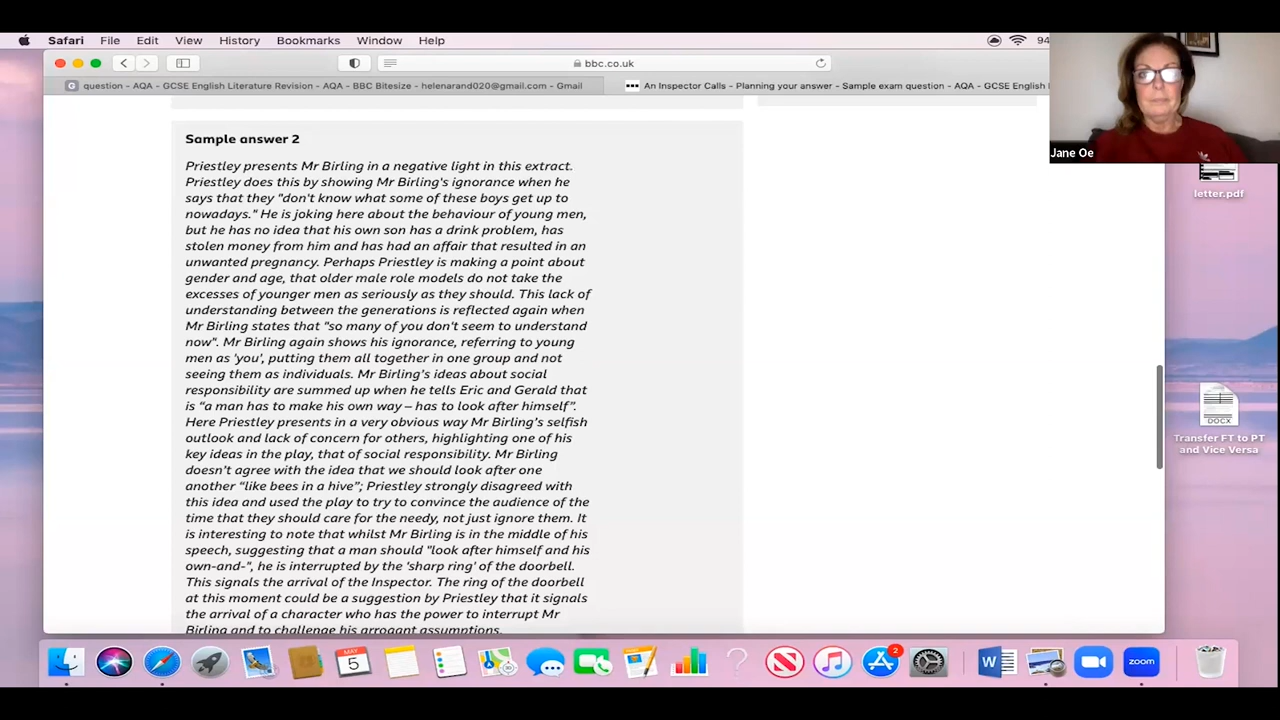 Safari File Edit View History Bookmarks Window Help
94
bbc.co.uk
question - AQA - GCSE English Literature Revision - AQA - BBC Bitesize - helenarand020@gmail.com - Gmail
An Inspector Calls - Planning your answer - Sample exam question - AQA - GCSE
Jane Oe
letter.pdf
Sample answer 2
Priestley presents Mr Birling in a negative light in this extract.
Priestley does this by showing Mr Birling's ignorance when he
says that they "don't know what some of these boys get up to
nowadays." He is joking here about the behaviour of young men,
but he has no idea that his own son has a drink problem, has
stolen money from him and has had an affair that resulted in an
unwanted pregnancy. Perhaps Priestley is making a point about
gender and age, that older male role models do not take the
excesses of younger men as seriously as they should. This lack of
understanding between the generations is reflected again when
Mr Birling states that "so many of you don't seem to understand
now". Mr Birling again shows his ignorance, referring to young
men as 'you', putting them all together in one group and not
seeing them as individuals. Mr Birling's ideas about social
responsibility are summed up when he tells Eric and Gerald that
is “a man has to make his own way – has to look after himself”.
Here Priestley presents in a very obvious way Mr Birling's selfish
outlook and lack of concern for others, highlighting one of his
key ideas in the play, that of social responsibility. Mr Birling
doesn't agree with the idea that we should look after one
another “like bees in a hive”; Priestley strongly disagreed with
this idea and used the play to try to convince the audience of the
time that they should care for the needy, not just ignore them. It
is interesting to note that whilst Mr Birling is in the middle of his
speech, suggesting that a man should "look after himself and his
own-and-", he is interrupted by the 'sharp ring' of the doorbell.
This signals the arrival of the Inspector. The ring of the doorbell
at this moment could be a suggestion by Priestley that it signals
the arrival of a character who has the power to interrupt Mr
Birling and to challenge his arrogant assumptions.
DOCX
Transfer FT to PT
and Vice Versa
MAY
5
2
zoom